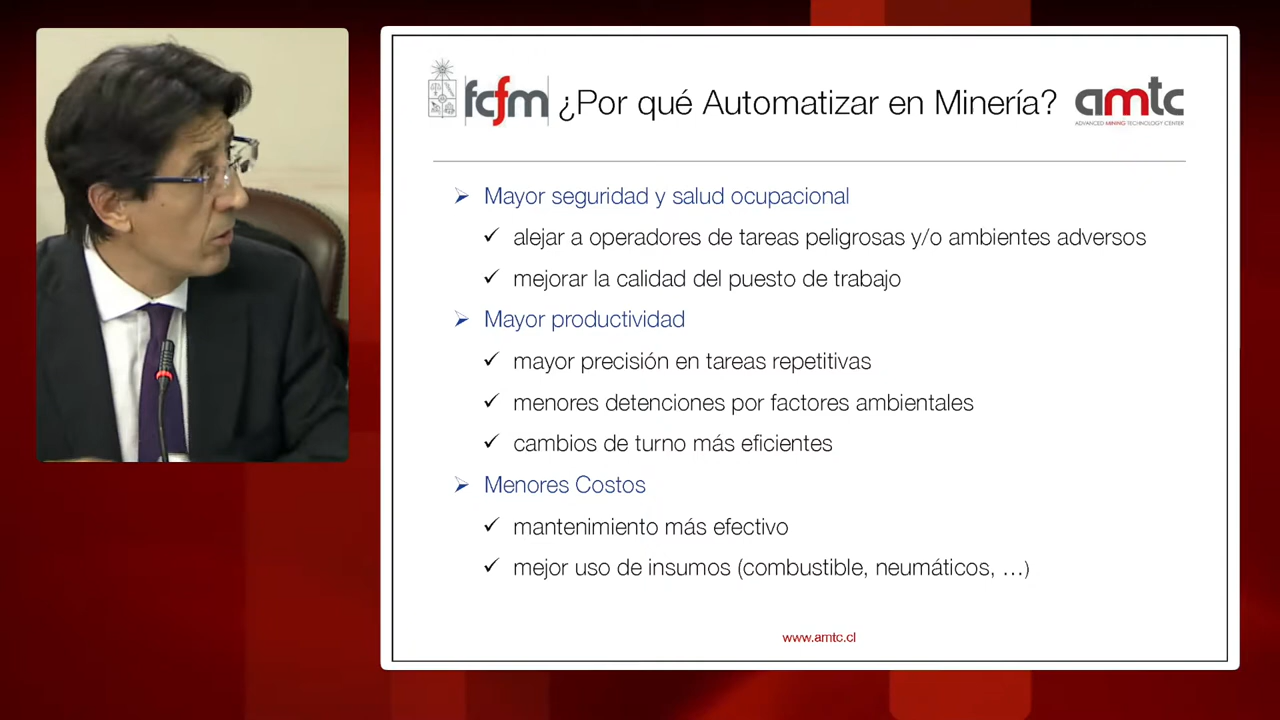 fcfm
¿Por qué Automatizar en Minería?
amtc
ADVANCED MINING TECHNOLOGY CENTER
Mayor seguridad y salud ocupacional
alejar a operadores de tareas peligrosas y/o ambientes adversos
mejorar la calidad del puesto de trabajo
Mayor productividad
mayor precisión en tareas repetitivas
menores detenciones por factores ambientales
cambios de turno más eficientes
Menores Costos
mantenimiento más efectivo
mejor uso de insumos (combustible, neumáticos, …)
www.amtc.cl